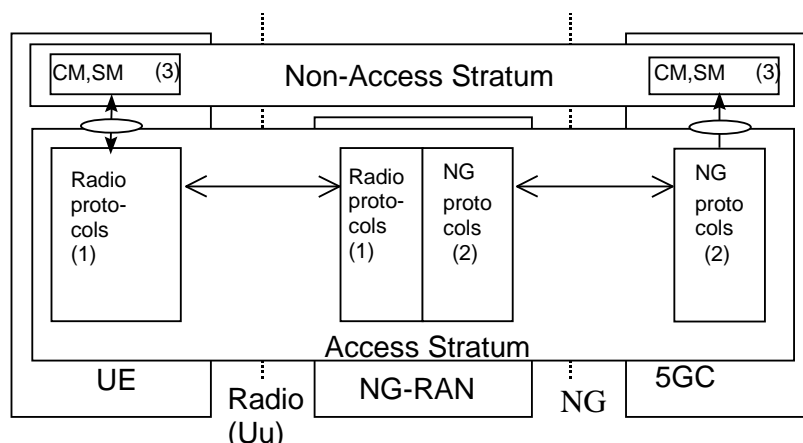 CM,SM (3)
Non-Access Stratum
CM,SM (3)
Radio
proto-
cols
(1)
Radio
proto-
cols
(1)
NG
proto
cols
(2)
NG
proto
cols
(2)
Access Stratum
UE
Radio
(Uu)
NG-RAN
NG
5GC